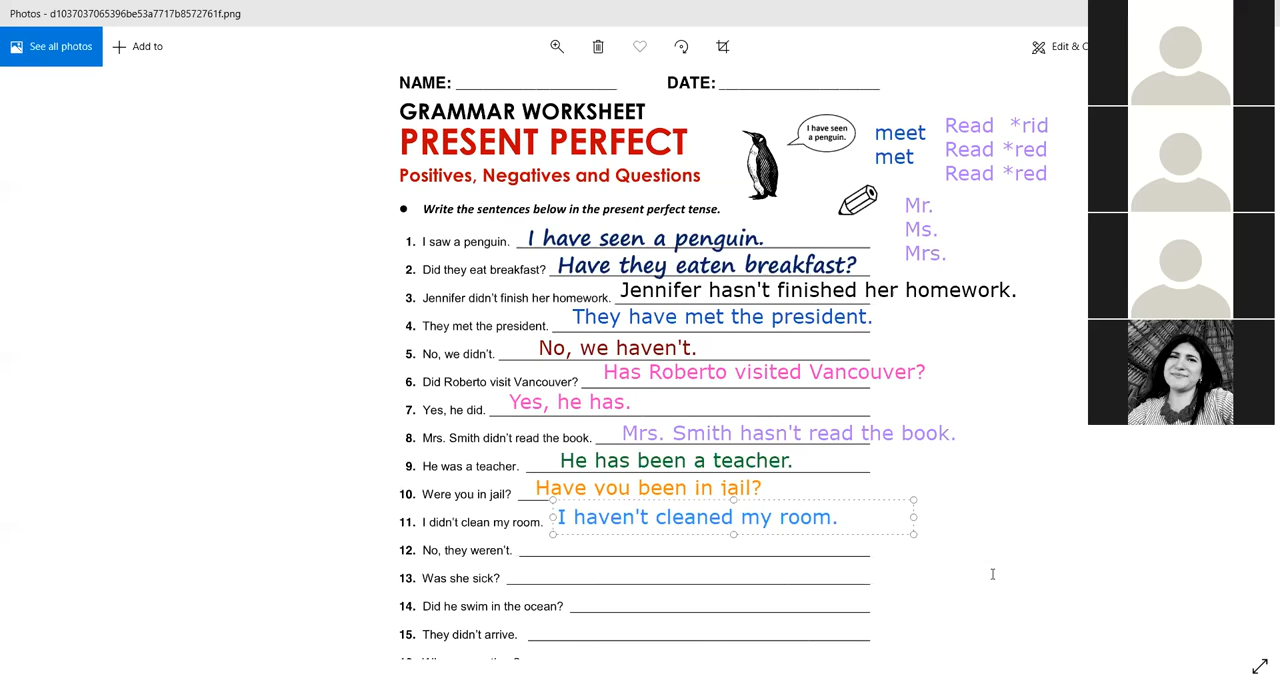 Photos - d1037037065396be53a7717b8572761f.png
See all photos
Add to
Edit &
NAME: ____________________ DATE: ____________________
GRAMMAR WORKSHEET
PRESENT PERFECT
Positives, Negatives and Questions
I have seen
a penguin.
meet
met
Read *rid
Read *red
Read *red
Mr.
Ms.
Mrs.
● Write the sentences below in the present perfect tense.
1. I saw a penguin. I have seen a penguin.
2. Did they eat breakfast? Have they eaten breakfast?
3. Jennifer didn't finish her homework. Jennifer hasn't finished her homework.
4. They met the president. They have met the president.
5. No, we didn't. No, we haven't.
6. Did Roberto visit Vancouver? Has Roberto visited Vancouver?
7. Yes, he did. Yes, he has.
8. Mrs. Smith didn't read the book. Mrs. Smith hasn't read the book.
9. He was a teacher. He has been a teacher.
10. Were you in jail? Have you been in jail?
11. I didn't clean my room. I haven't cleaned my room.
12. No, they weren't.
13. Was she sick?
14. Did he swim in the ocean?
15. They didn't arrive.